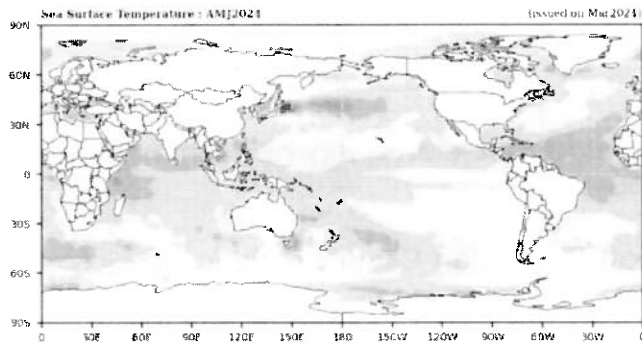 Sea Surface Temperature : AMJ2024
(issued on Mar2024)
90N
60N
30N
0
30S
60S
90S
0 30E 60E 90E 120E 150E 180 150W 120W 90W 60W 30W 0